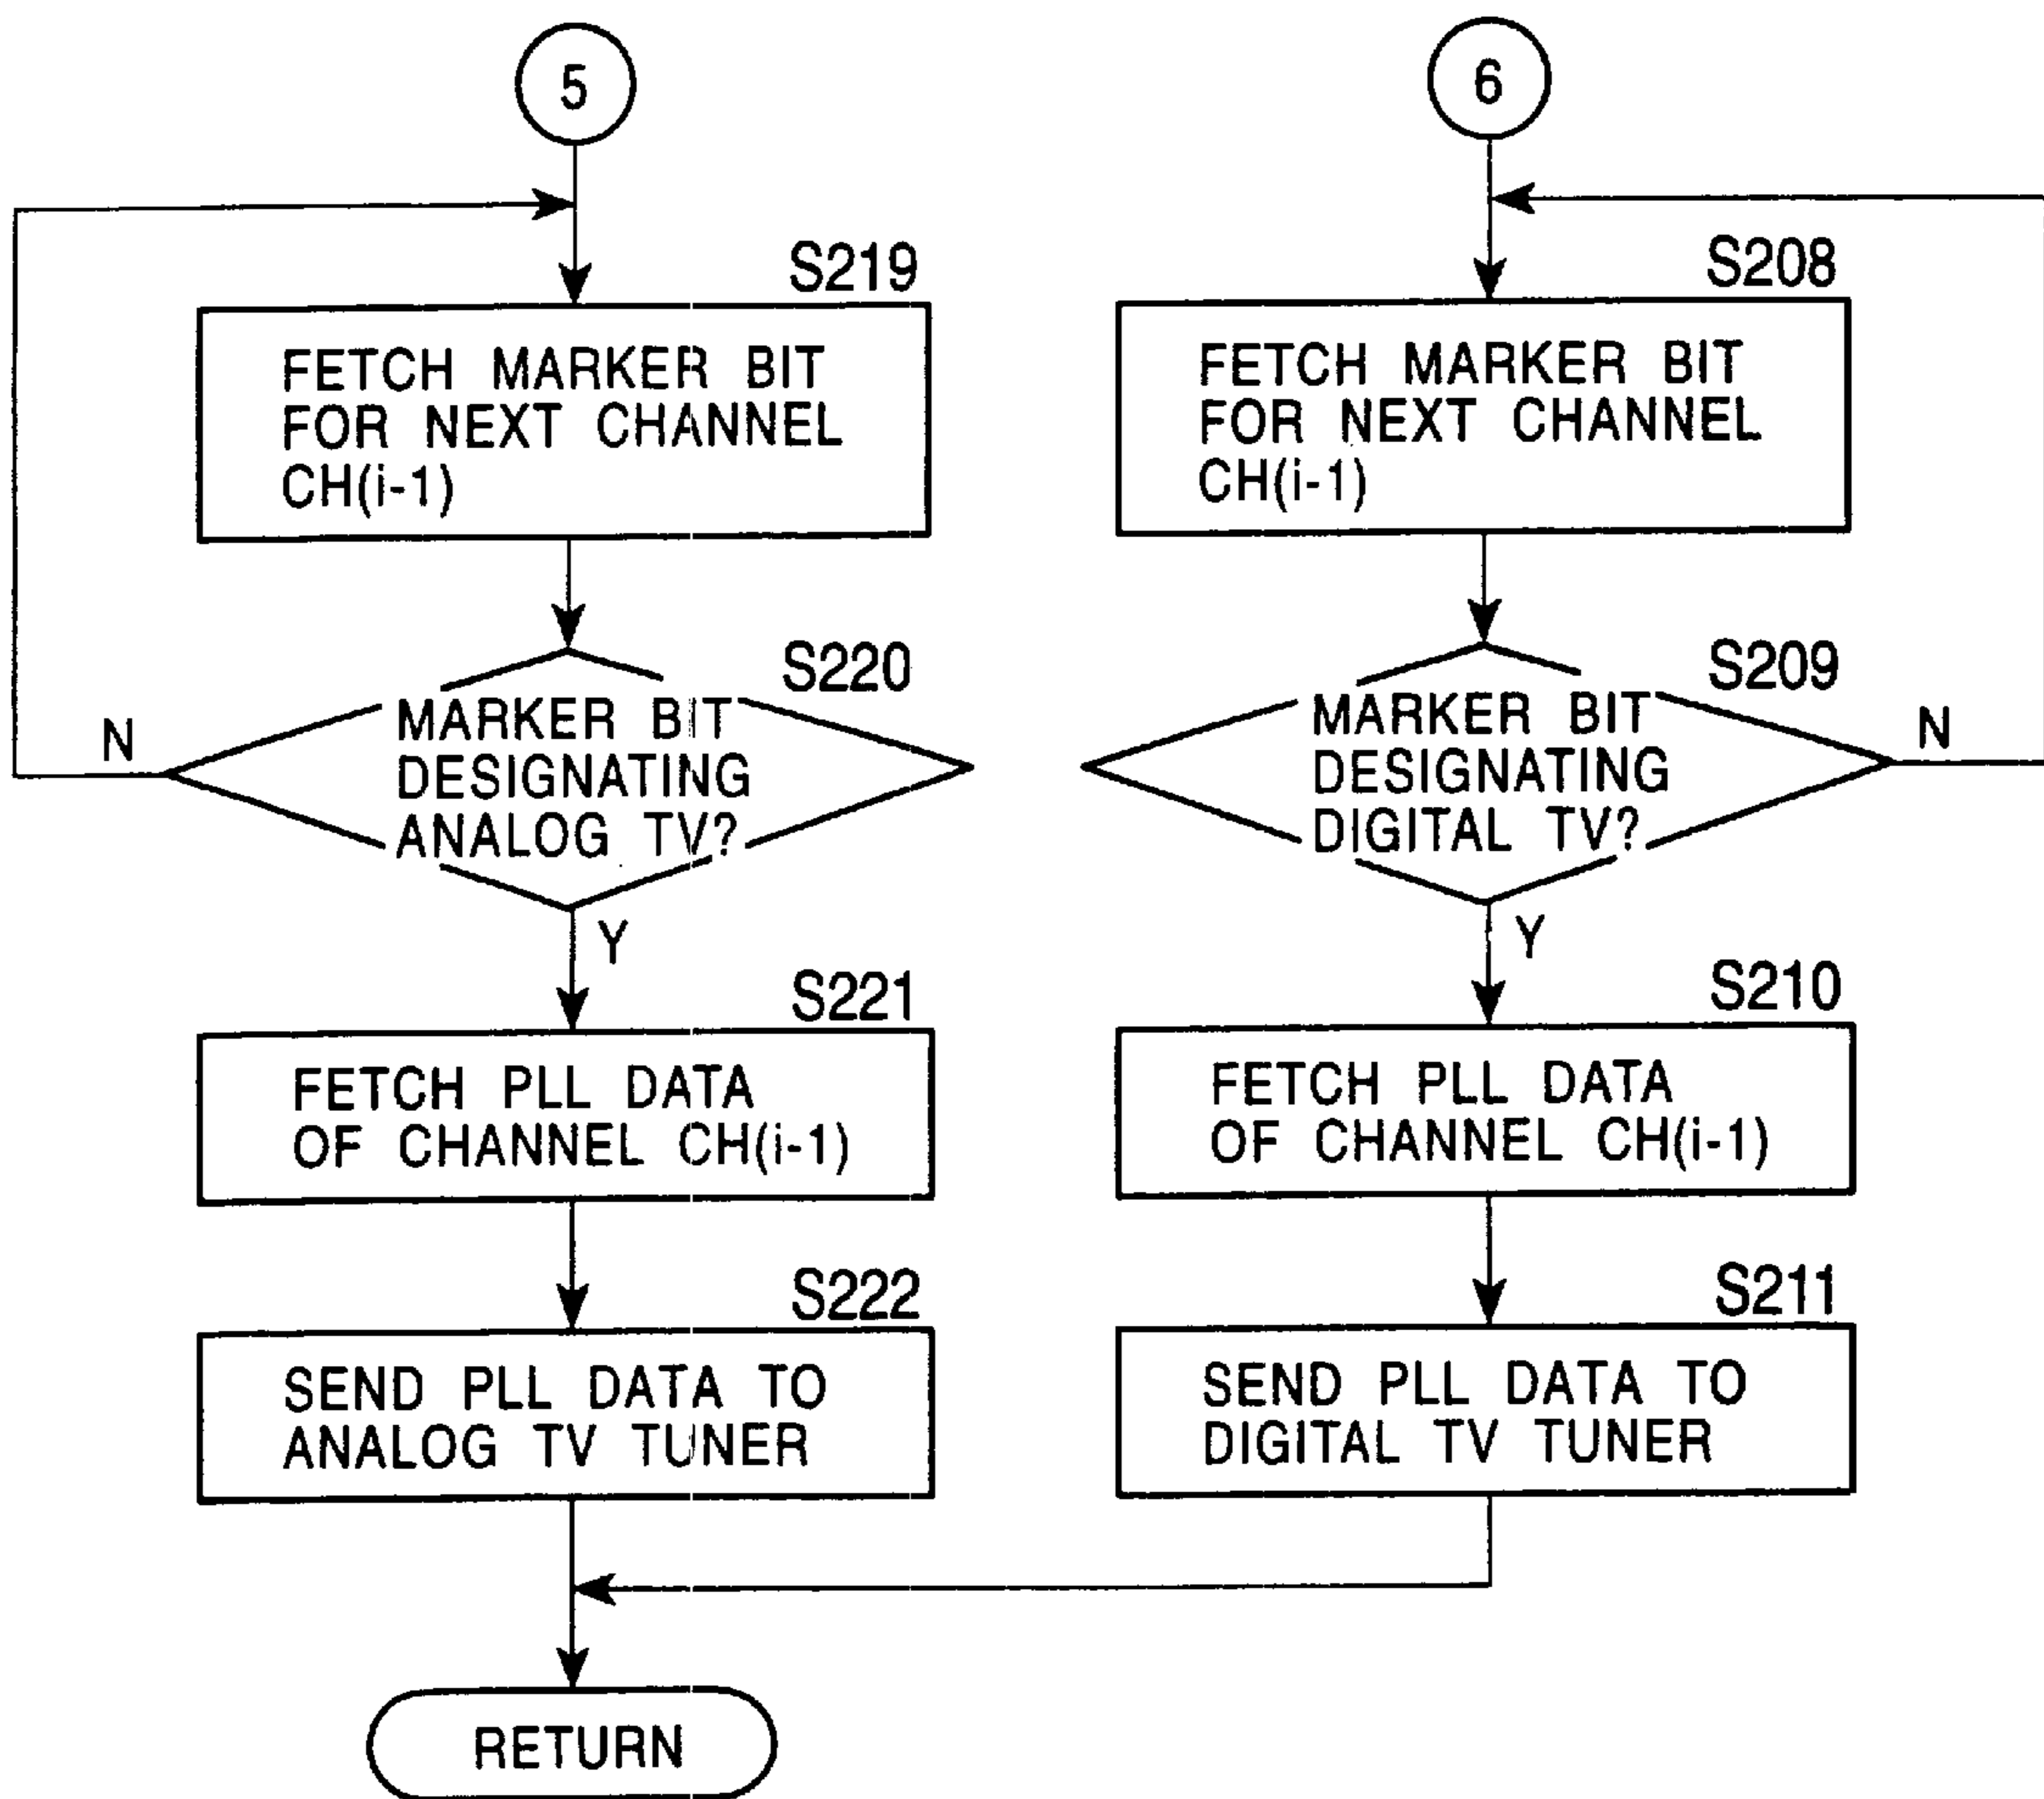 5
S219
FETCH MARKER BIT
FOR NEXT CHANNEL
CH(i-1)
S220
MARKER BIT
DESIGNATING
ANALOG TV?
N
Y
S221
FETCH PLL DATA
OF CHANNEL CH(i-1)
S222
SEND PLL DATA TO
ANALOG TV TUNER
RETURN
6
S208
FETCH MARKER BIT
FOR NEXT CHANNEL
CH(i-1)
S209
MARKER BIT
DESIGNATING
DIGITAL TV?
N
Y
S210
FETCH PLL DATA
OF CHANNEL CH(i-1)
S211
SEND PLL DATA TO
DIGITAL TV TUNER